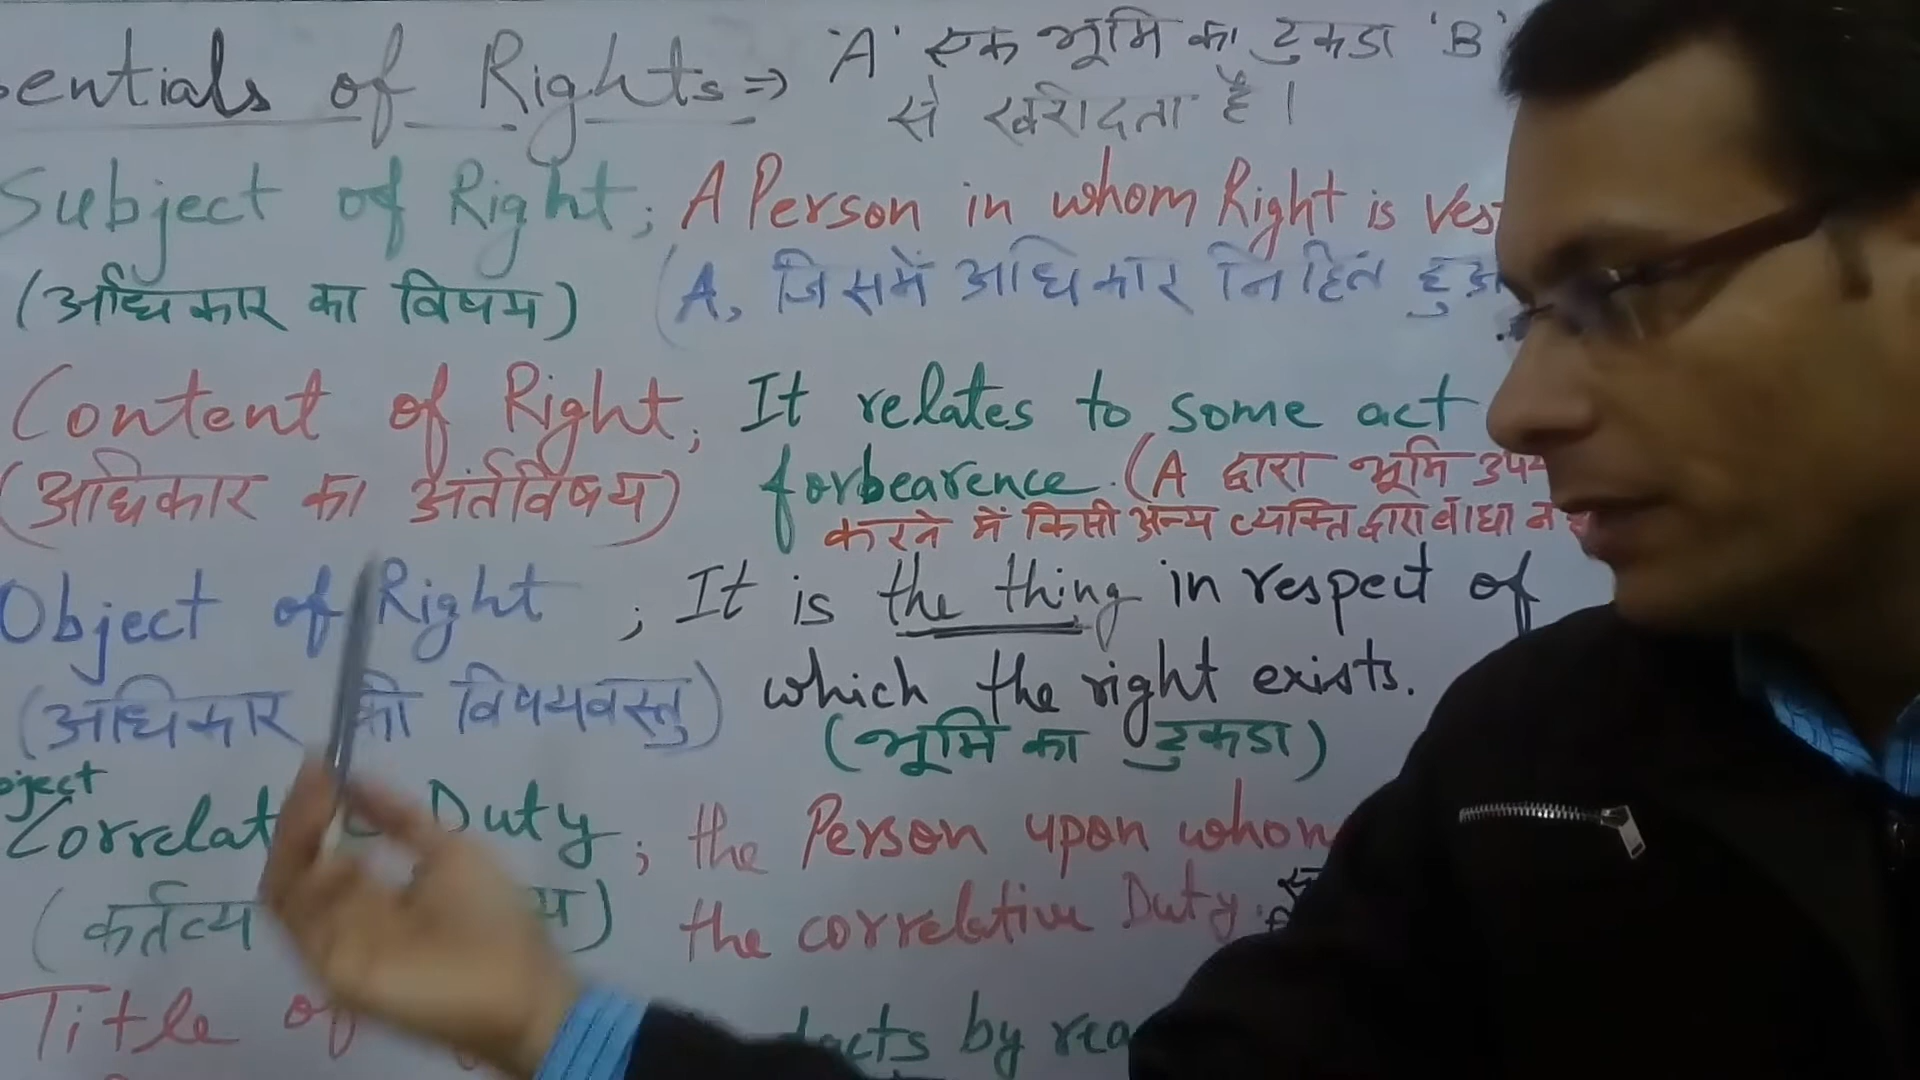 entials of Rights ⇒ 'A' एक भूमि का टुकडा 'B'
से खरीदता है।
Subject of Right; A Person in whom Right is Ves
(अधिकार का विषय) (A, जिसमें अधिकार निहित हुआ
Content of Right; It relates to some act
(अधिकार का अंर्तविषय) forbearence. (A द्वारा भूमि उप
करने में किसी अन्य व्यक्ति द्वारा बाधा न
Object of Right ; It is the thing in respect of
(अधिकार की विषयवस्तु) which the right exists.
(भूमि का टुकडा)
oject
Correlat Duty; the Person upon whom
(कर्तव्य य) the correlative Duty.
Title of facts by rea